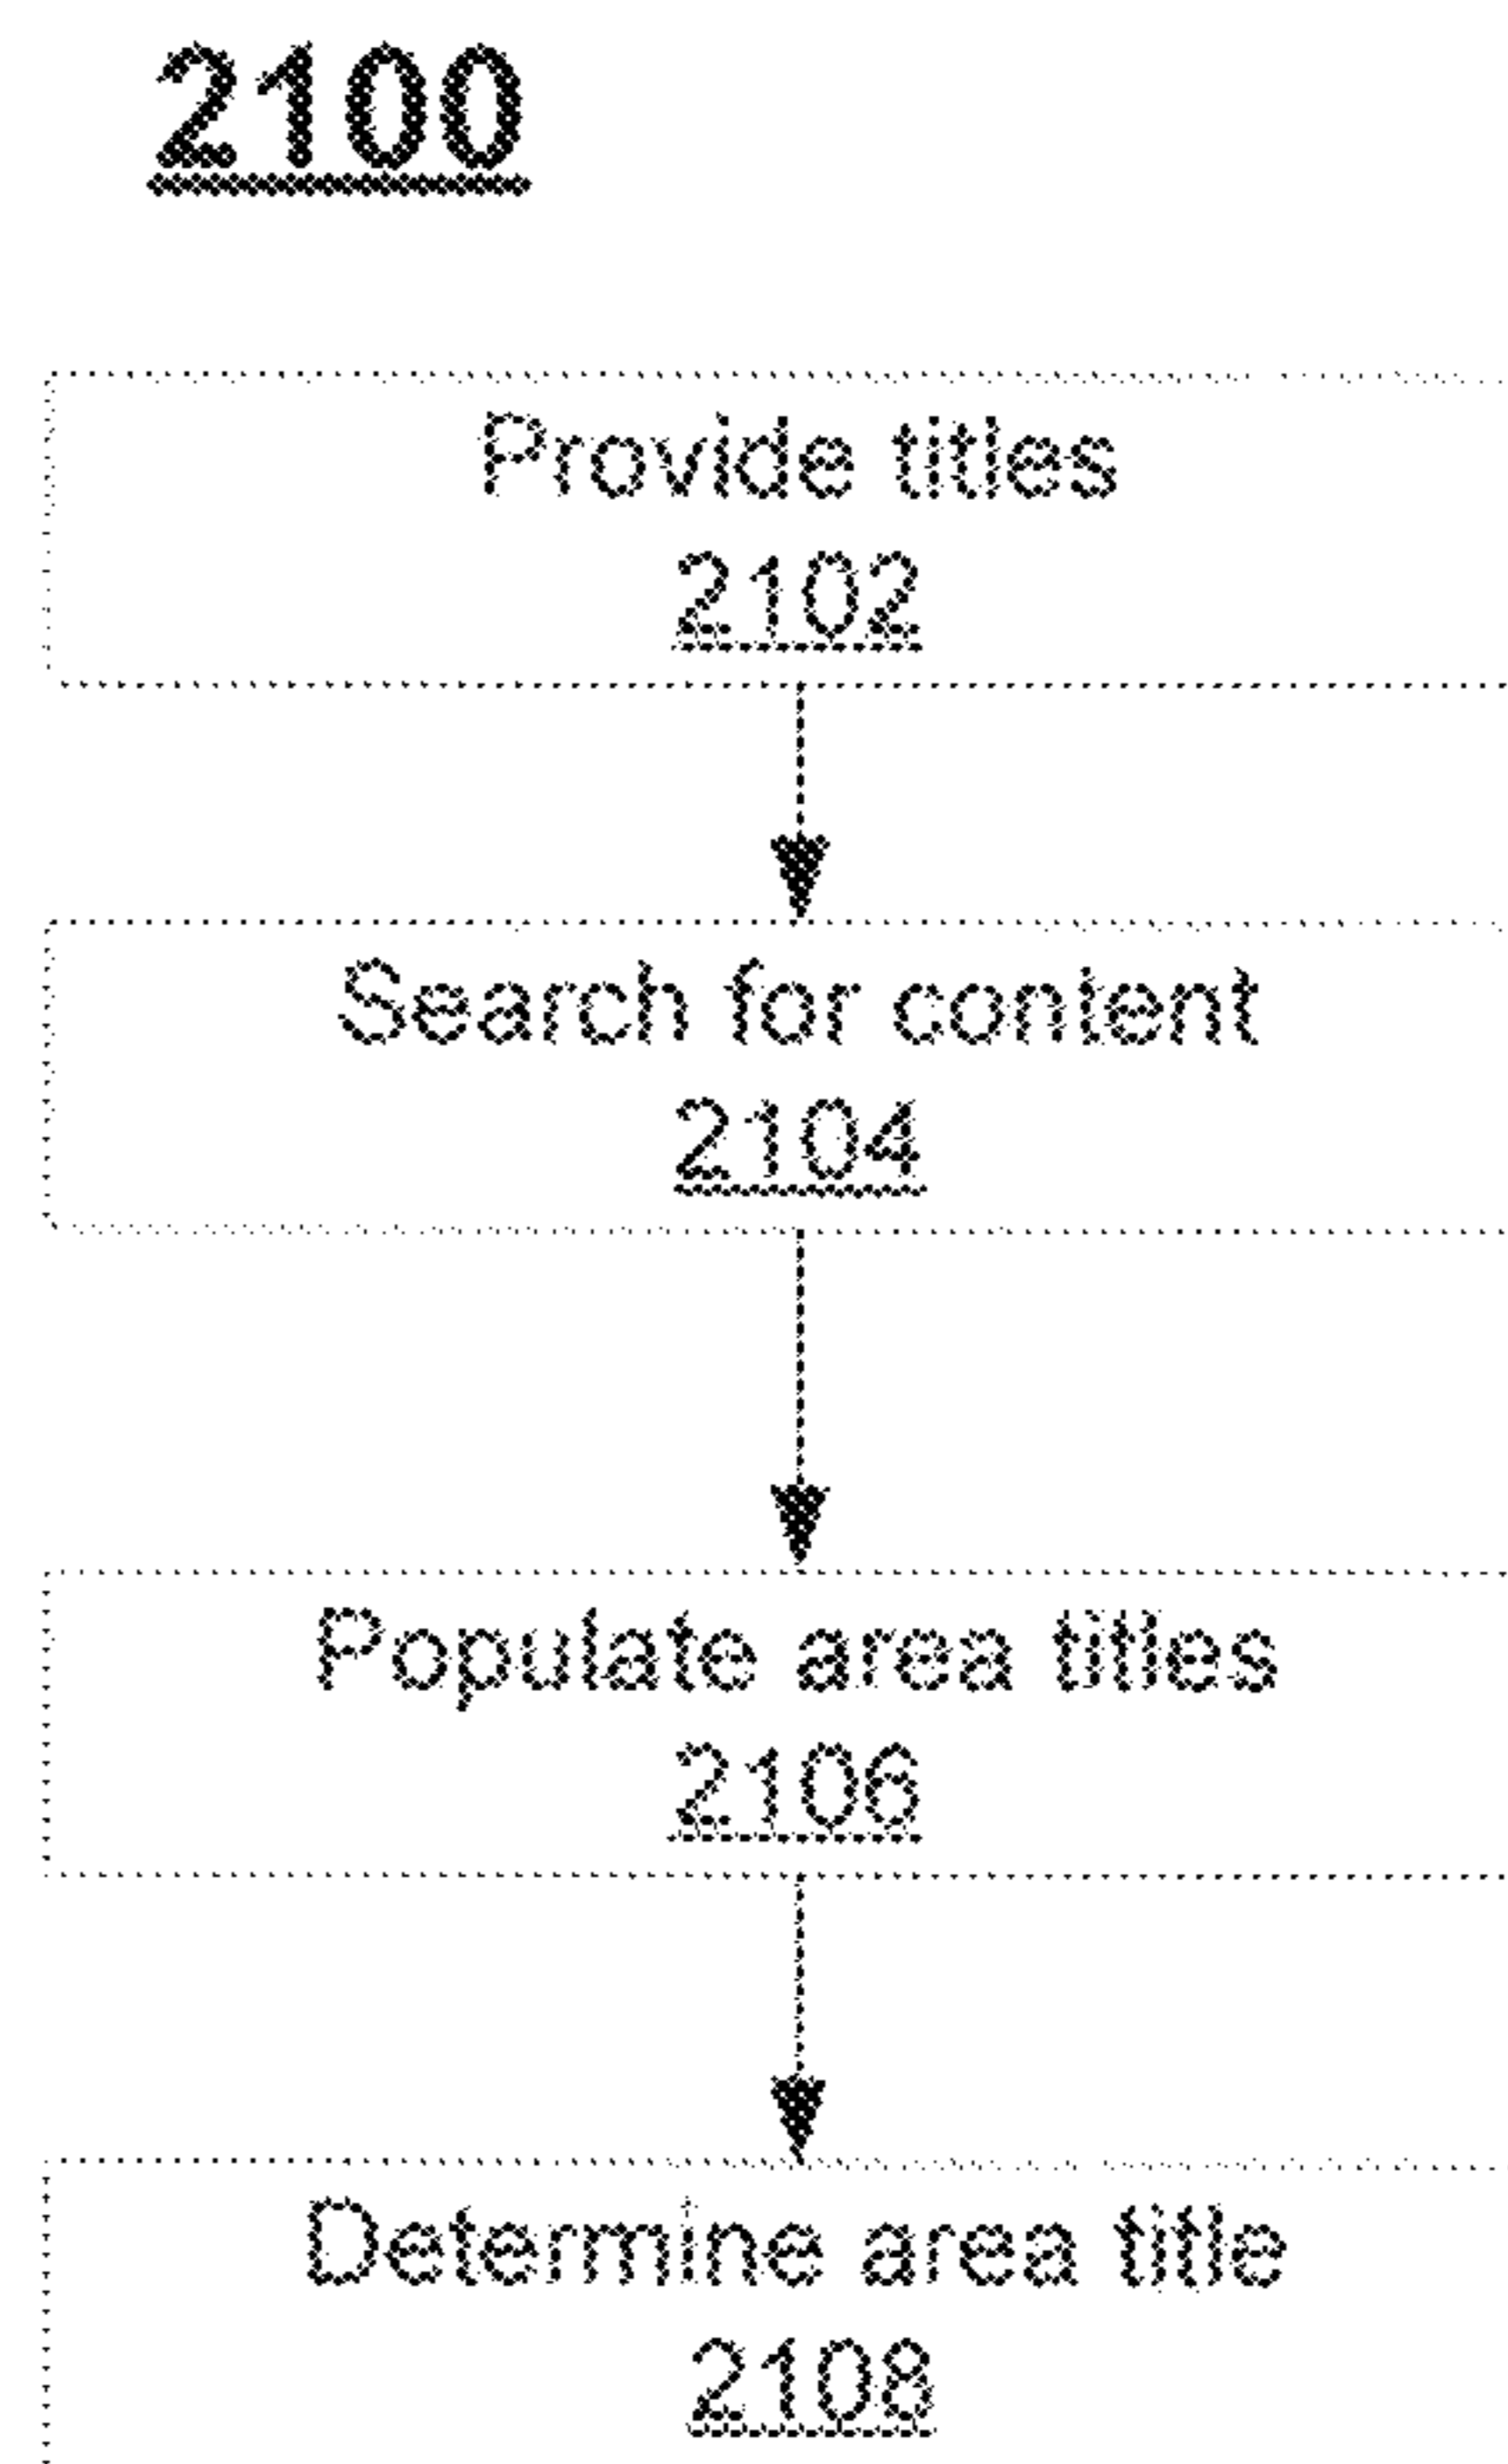 2100
Provide titles
2102
Search for content
2104
Populate area titles
2106
Determine area title
2108